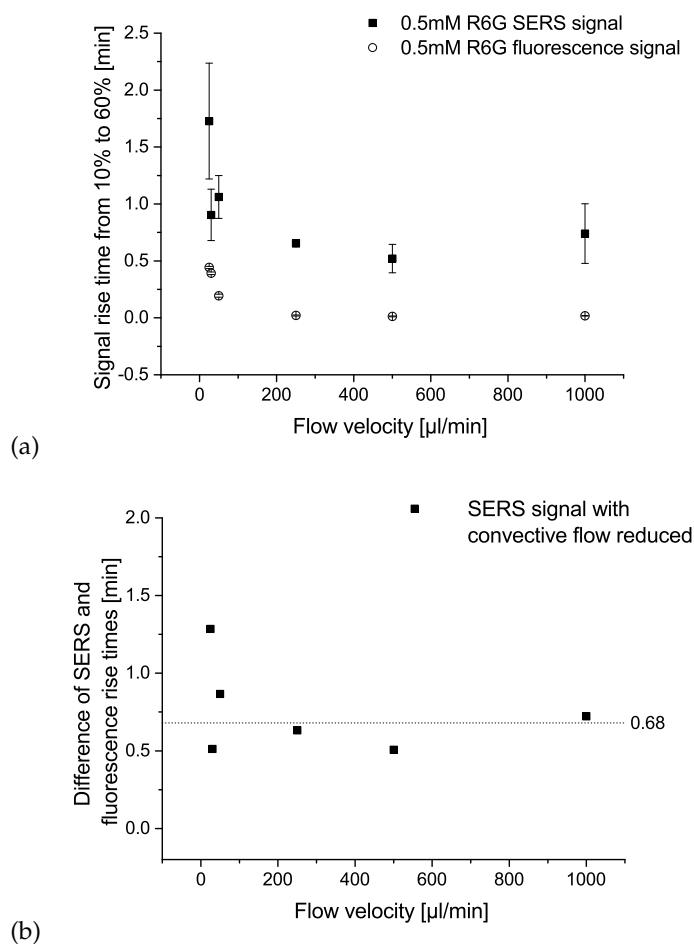 0.5mM R6G SERS signal
0.5mM R6G fluorescence signal
Signal rise time from 10% to 60% [min]
2.5
2.0
1.5
1.0
0.5
0.0
-0.5
0 200 400 600 800 1000
Flow velocity [µl/min]
(a)
SERS signal with
convective flow reduced
Difference of SERS and
fluorescence rise times [min]
2.0
1.5
1.0
0.5
0.0
0.68
0 200 400 600 800 1000
Flow velocity [µl/min]
(b)